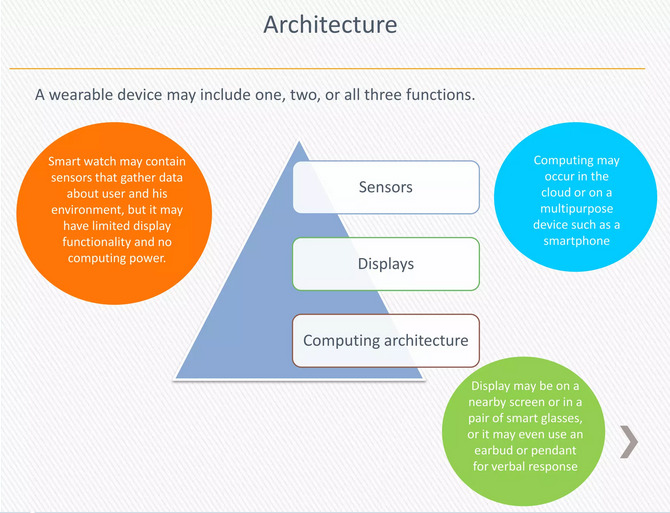 Architecture
A wearable device may include one, two, or all three functions.
Smart watch may contain
sensors that gather data
about user and his
environment, but it may
have limited display
functionality and no
computing power.
Sensors
Displays
Computing architecture
Computing may
occur in the
cloud or on a
multipurpose
device such as a
smartphone
Display may be on a
nearby screen or in a
pair of smart glasses,
or it may even use an
earbud or pendant
for verbal response